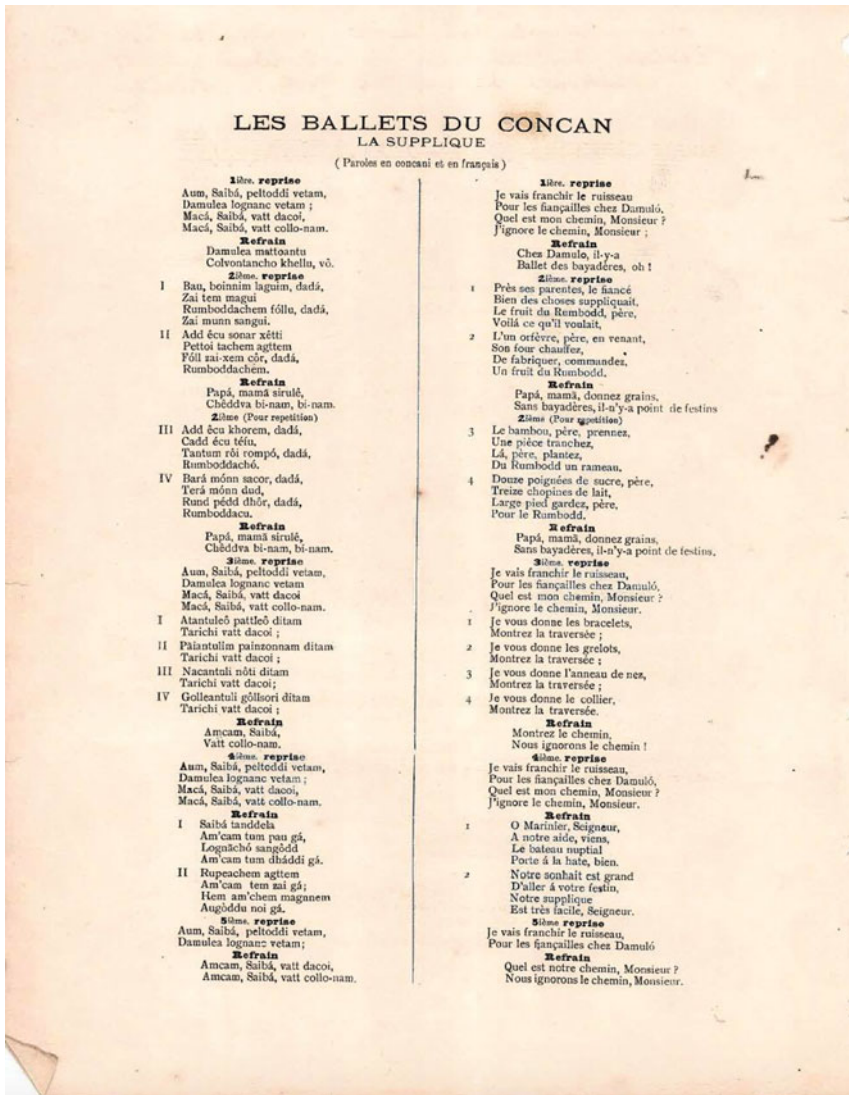 LES BALLETS DU CONCAN
LA SUPPLIQUE
( Paroles en concani et en français )
1ière. reprise
Aum, Saibá, peltoddi vetam,
Damulea lognanc vetam ;
Macá, Saibá, vatt dacoi,
Macá, Saibá, vatt collo-nam.
Refrain
Damulea mattoantu
Colvontancho khellu, vô.
2ième. reprise
I Bau, boinnim laguim, dadá,
Zai tem magui
Rumboddachem fóllu, dadá,
Zai munn sangui.
II Add êcu sonar xêtti
Pettoi tachem agttem
Fóll zai-xem côr, dadá,
Rumboddachem.
Refrain
Papá, mamã sirulê,
Chêddva bi-nam, bi-nam.
2ième (Pour repetition)
III Add êcu khorem, dadá,
Cadd écu téfu,
Tantum rôi rompó, dadá,
Rumboddachó.
IV Bará mónn sacor, dadá,
Terá mónn dud,
Rund pédd dhôr, dadá,
Rumboddacu.
Refrain
Papá, mamã sirulê,
Chêddva bi-nam, bi-nam.
3ième. reprise
Aum, Saibá, peltoddi vetam,
Damulea lognanc vetam
Macá, Saibá, vatt dacoi
Macá, Saibá, vatt collo-nam.
I Atantuleô pattleô ditam
Tarichi vatt dacoi ;
II Pãiantulim painzonnam ditam
Tarichi vatt dacoi ;
III Nacantuli nôti ditam
Tarichi vatt dacoi;
IV Golleantuli gôllsori ditam
Tarichi vatt dacoi ;
Refrain
Amcam, Saibá,
Vatt collo-nam.
4ième. reprise
Aum, Saibá, peltoddi vetam,
Damulea lognanc vetam ;
Macá, Saibá, vatt dacoi,
Macá, Saibá, vatt collo-nam.
Refrain
I Saibá tanddela
Am'cam tum pau gá,
Lognãchó sangôdd
Am'cam tum dháddi gá.
II Rupeachem agttem
Am'cam tem zai gá;
Hem am'chem magnnem
Augôddu noi gá.
5ième. reprise
Aum, Saibá, peltoddi vetam,
Damulea lognanc vetam;
Refrain
Amcam, Saibá, vatt dacoi,
Amcam, Saibá, vatt collo-nam.
1ière. reprise
Je vais franchir le ruisseau
Pour les fiançailles chez Damuló,
Quel est mon chemin, Monsieur ?
J'ignore le chemin, Monsieur ;
Refrain
Chez Damulo, il-y-a
Ballet des bayadères, oh !
2ième. reprise
1 Près ses parentes, le fiancé
Bien des choses suppliquait,
Le fruit du Rumbodd, père,
Voilá ce qu'il voulait,
2 L'un orfèvre, père, en venant,
Son four chauffez,
De fabriquer, commandez,
Un fruit du Rumbodd.
Refrain
Papá, mamã, donnez grains,
Sans bayadères, il-n'y-a point de festins
2ième (Pour repetition)
3 Le bambou, père, prennez,
Une pièce tranchez,
Lá, père, plantez,
Du Rumbodd un rameau.
4 Douze poignées de sucre, père,
Treize chopines de lait,
Large pied gardez, père,
Pour le Rumbodd.
Refrain
Papá, mamã, donnez grains,
Sans bayadères, il-n'y-a point de festins.
3ième. reprise
Je vais franchir le ruisseau,
Pour les fiançailles chez Damuló,
Quel est mon chemin, Monsieur ?
J'ignore le chemin, Monsieur.
1 Je vous donne les bracelets,
Montrez la traversée ;
2 Je vous donne les grelots,
Montrez la traversée ;
3 Je vous donne l'anneau de nez,
Montrez la traversée ;
4 Je vous donne le collier,
Montrez la traversée.
Refrain
Montrez le chemin,
Nous ignorons le chemin !
4ième. reprise
Je vais franchir le ruisseau,
Pour les fiançailles chez Damuló,
Quel est mon chemin, Monsieur ?
J'ignore le chemin, Monsieur.
Refrain
1 O Marinier, Seigneur,
A notre aide, viens,
Le bateau nuptial
Porte á la hate, bien.
2 Notre sonhait est grand
D'aller á votre festin,
Notre supplique
Est très facile, Seigneur.
5ième reprise
Je vais franchir le ruisseau,
Pour les fiançailles chez Damuló
Refrain
Quel est notre chemin, Monsieur ?
Nous ignorons le chemin, Monsieur.